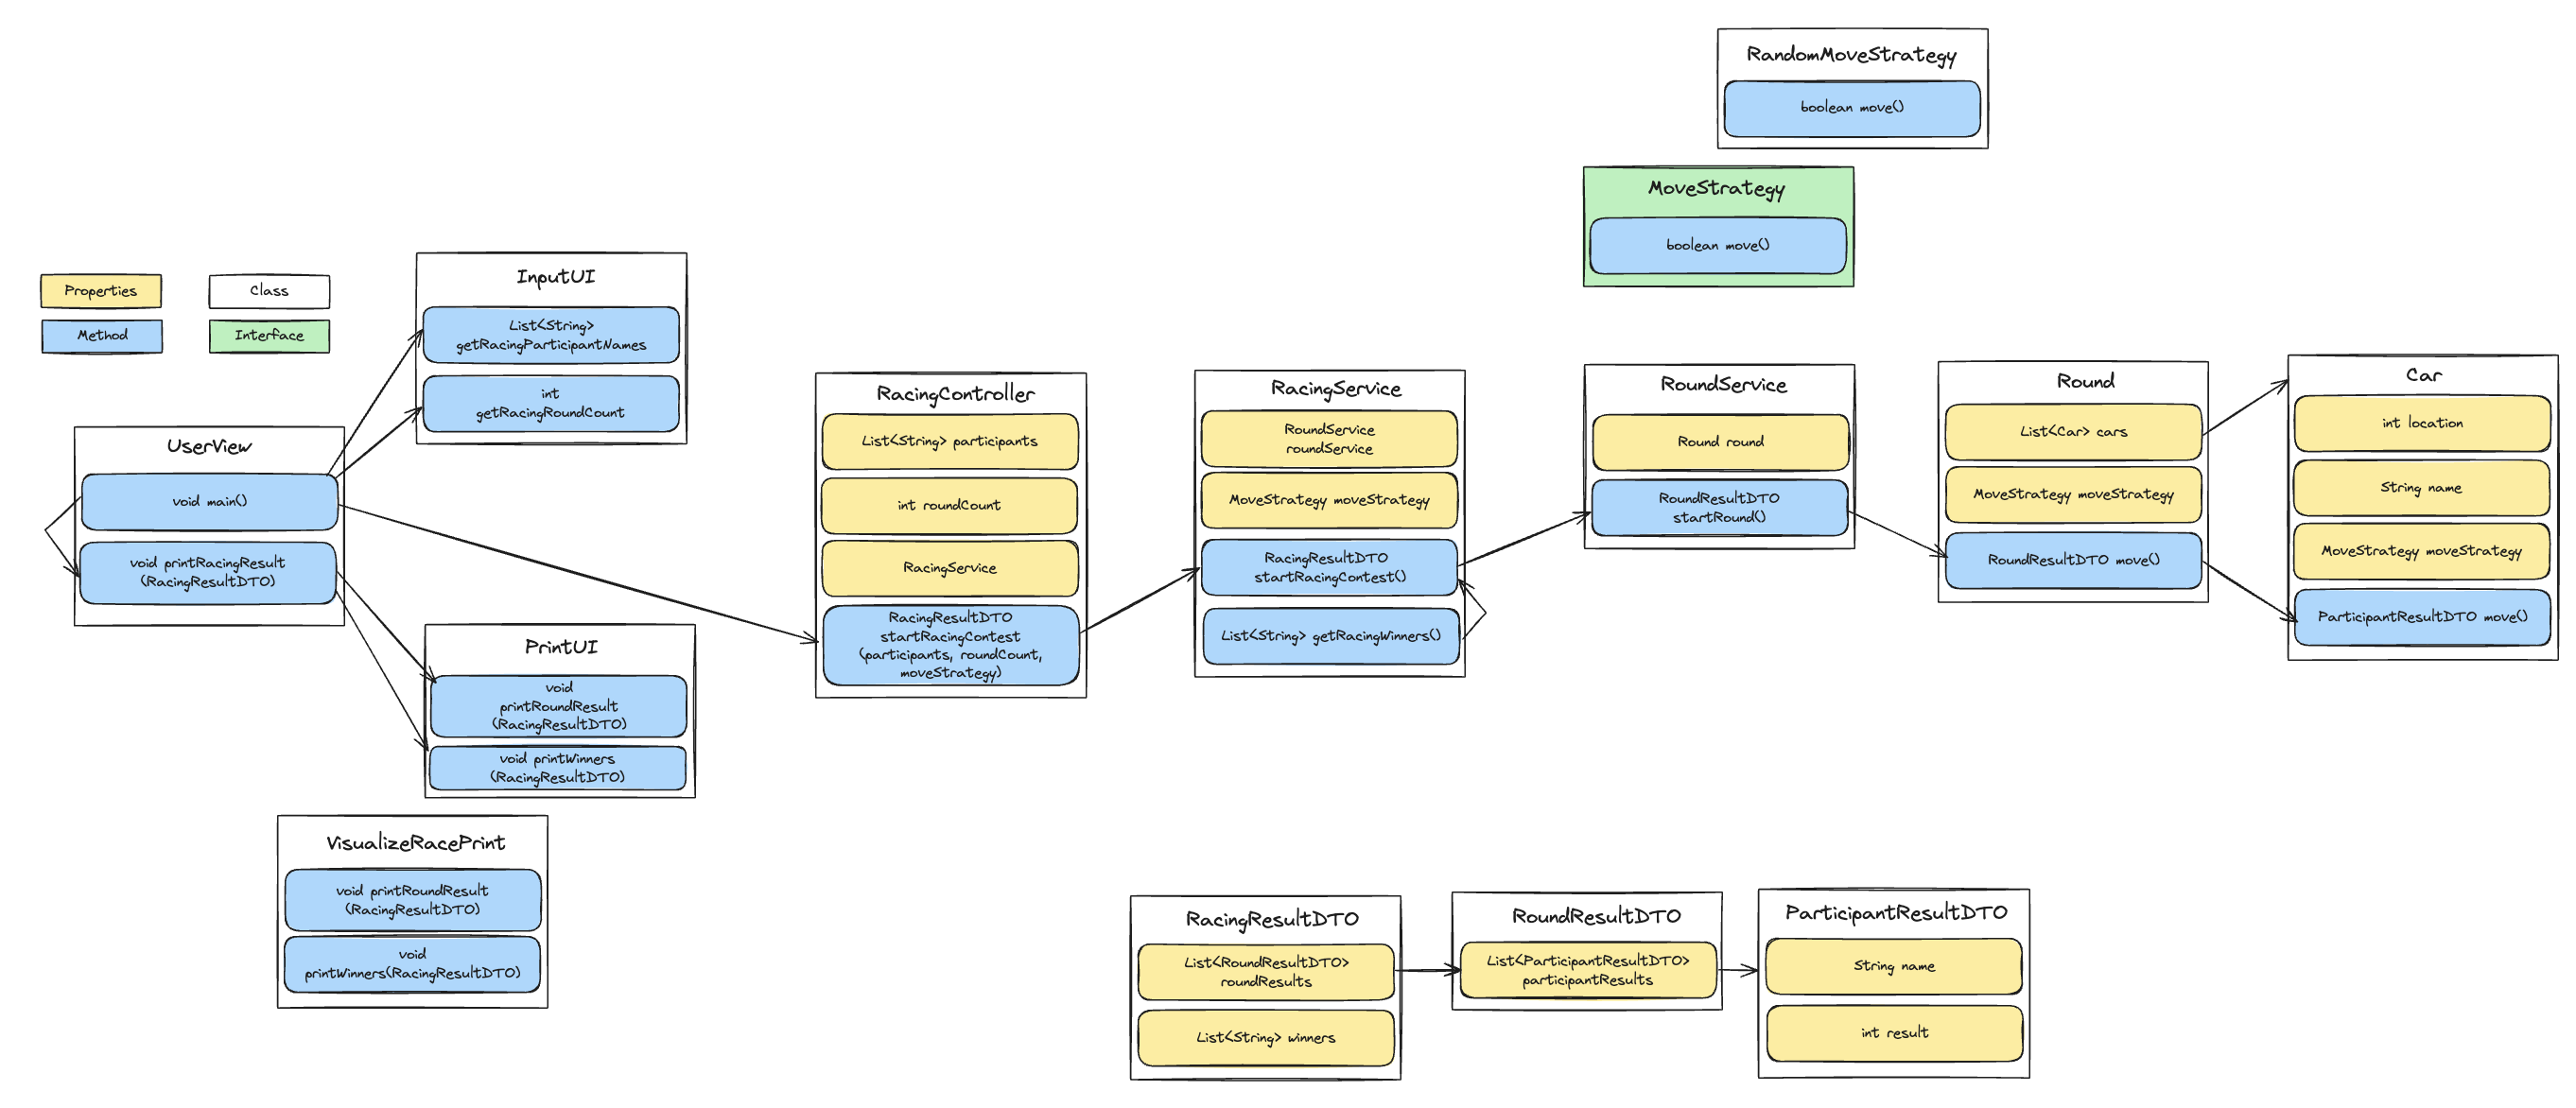 RandomMoveStrategy
boolean move()
MoveStrategy
boolean move()
Properties
Class
Method
Interface
InputUI
List<String>
getRacingParticipantNames
int
getRacingRoundCount
UserView
void main()
void printRacingResult
(RacingResultDTO)
PrintUI
void
printRoundResult
(RacingResultDTO)
void printWinners
(RacingResultDTO)
VisualizeRacePrint
void printRoundResult
(RacingResultDTO)
void
printWinners(RacingResultDTO)
RacingController
List<String> participants
int roundCount
RacingService
RacingResultDTO
startRacingContest
(participants, roundCount,
moveStrategy)
RacingService
RoundService
roundService
MoveStrategy moveStrategy
RacingResultDTO
startRacingContest()
List<String> getRacingWinners()
RoundService
Round round
RoundResultDTO
startRound()
Round
List<Car> cars
MoveStrategy moveStrategy
RoundResultDTO move()
Car
int location
String name
MoveStrategy moveStrategy
ParticipantResultDTO move()
RacingResultDTO
List<RoundResultDTO>
roundResults
List<String> winners
RoundResultDTO
List<ParticipantResultDTO>
participantResults
ParticipantResultDTO
String name
int result